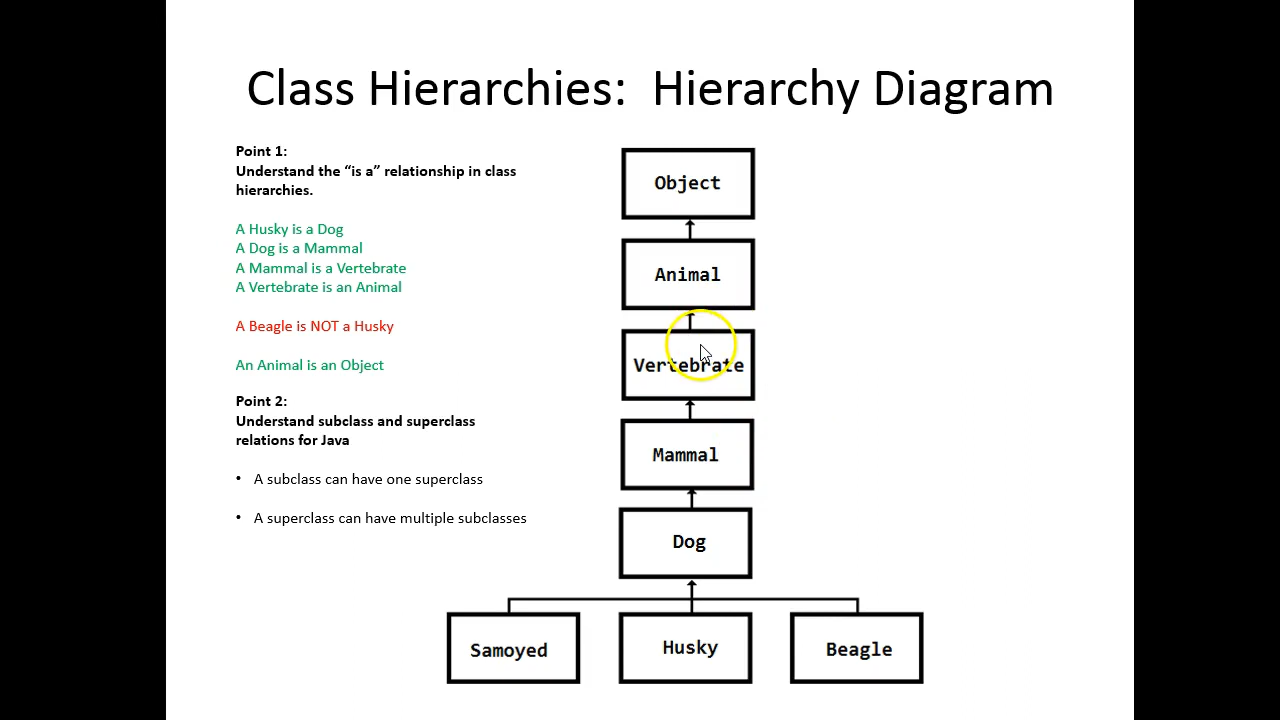 Class Hierarchies:  Hierarchy Diagram
Point 1:
Understand the “is a” relationship in class
hierarchies.
A Husky is a Dog
A Dog is a Mammal
A Mammal is a Vertebrate
A Vertebrate is an Animal
A Beagle is NOT a Husky
An Animal is an Object
Point 2:
Understand subclass and superclass
relations for Java
• A subclass can have one superclass
• A superclass can have multiple subclasses
Object
Animal
Vertebrate
Mammal
Dog
Samoyed
Husky
Beagle